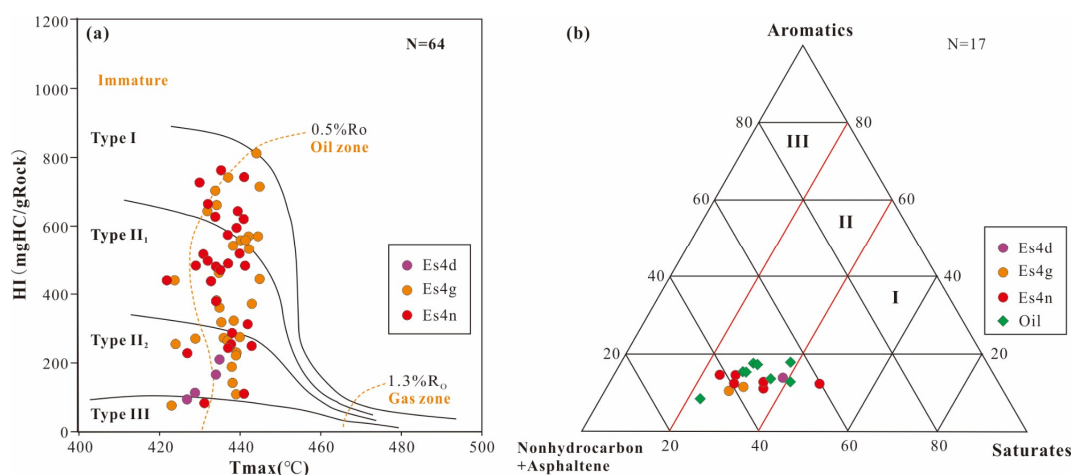 (a)
N=64
Immature
Type I
Type II₁
Type II₂
Type III
0.5%Ro
Oil zone
1.3%R₀
Gas zone
Es4d
Es4g
Es4n
HI (mgHC/gRock)
1200
1000
800
600
400
200
0
400
420
440
460
480
500
Tmax(℃)
(b)
N=17
Aromatics
80
80
III
60
60
II
40
40
I
20
20
20
40
60
80
Nonhydrocarbon
+Asphaltene
Saturates
Es4d
Es4g
Es4n
Oil